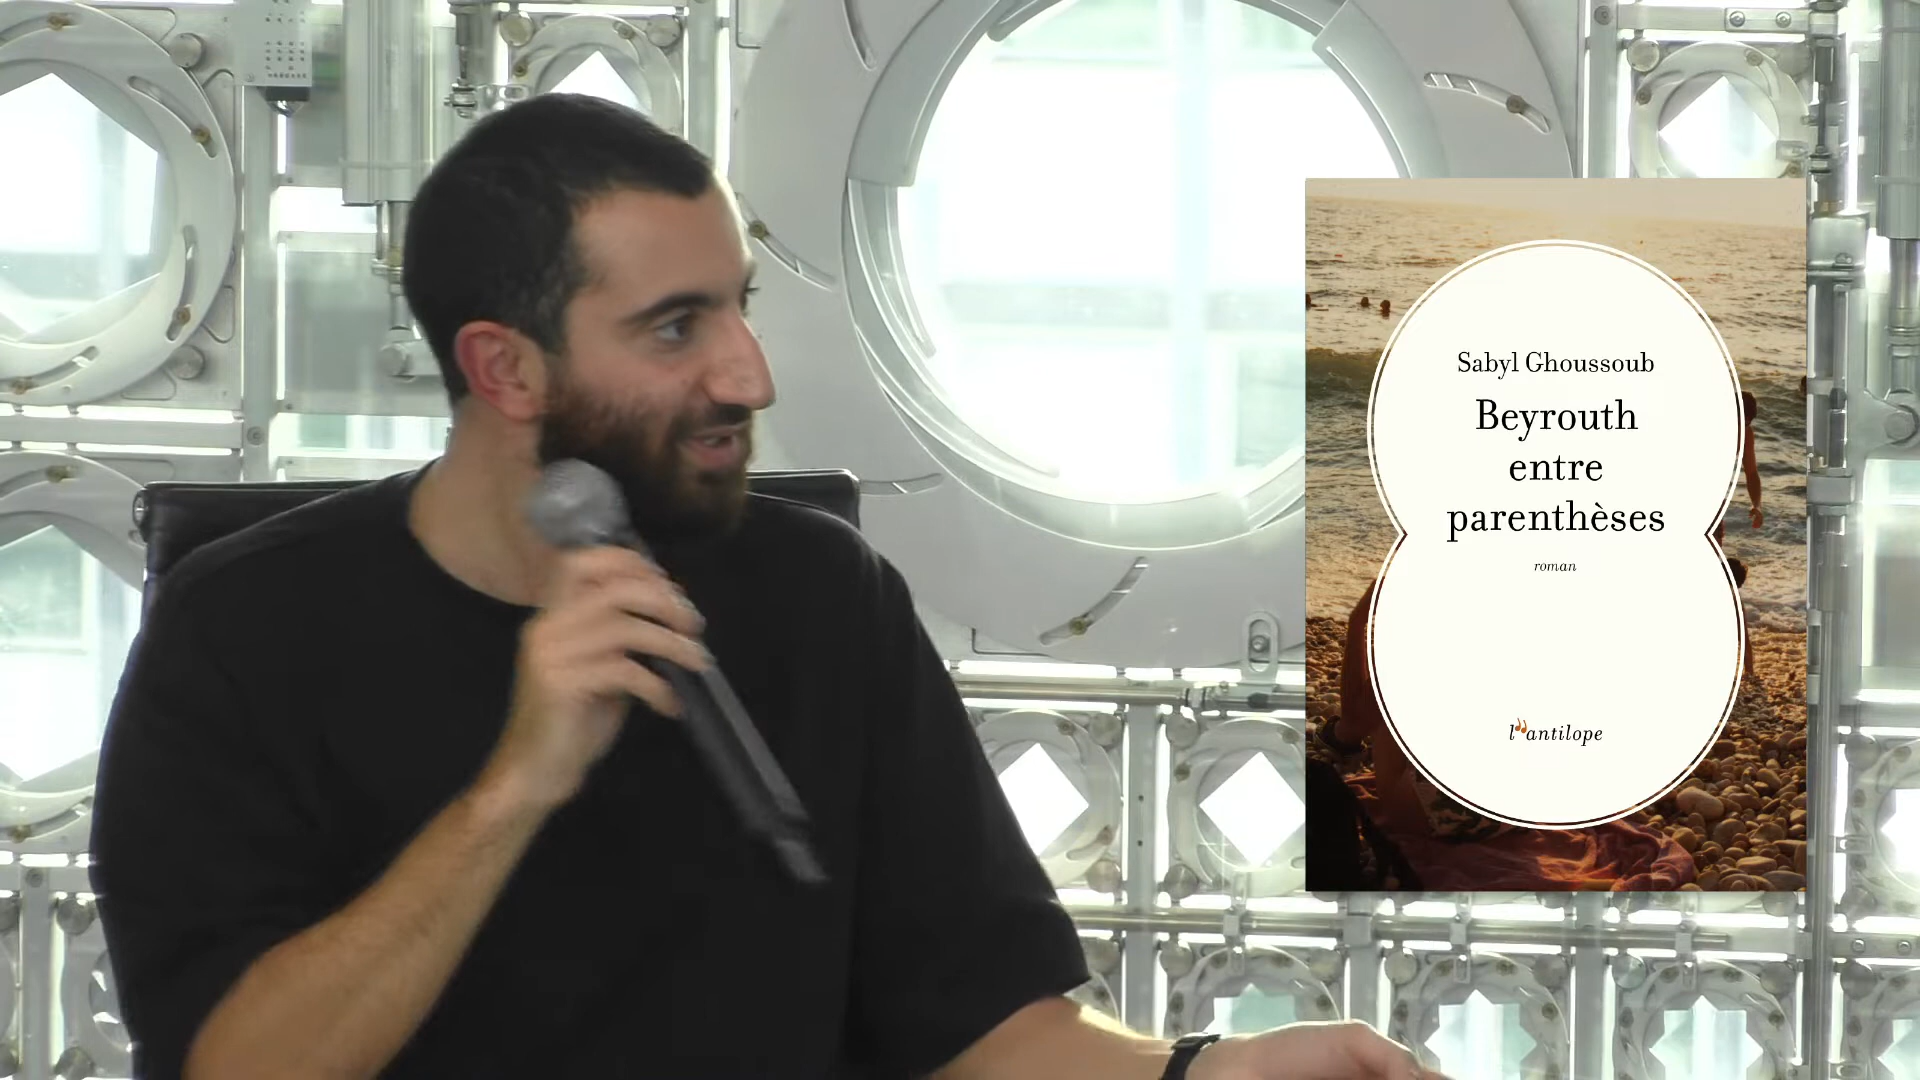 Sabyl Ghoussoub
Beyrouth
entre
parenthèses
roman
l'antilope